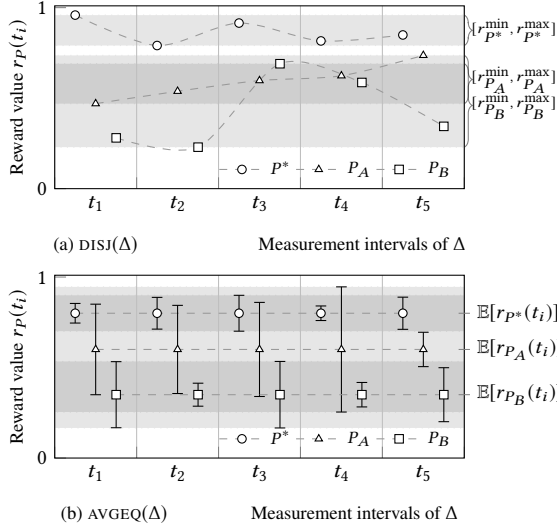 1
[r_{P*}^{min}, r_{P*}^{max}]
[r_{P_A}^{min}, r_{P_A}^{max}]
[r_{P_B}^{min}, r_{P_B}^{max}]
Reward value r_P(t_i)
P* P_A P_B
0
t_1 t_2 t_3 t_4 t_5
(a) DISJ(Δ) Measurement intervals of Δ
1
𝔼[r_{P*}(t_i)]
𝔼[r_{P_A}(t_i)
𝔼[r_{P_B}(t_i)
Reward value r_P(t_i)
P* P_A P_B
0
t_1 t_2 t_3 t_4 t_5
(b) AVGEQ(Δ) Measurement intervals of Δ